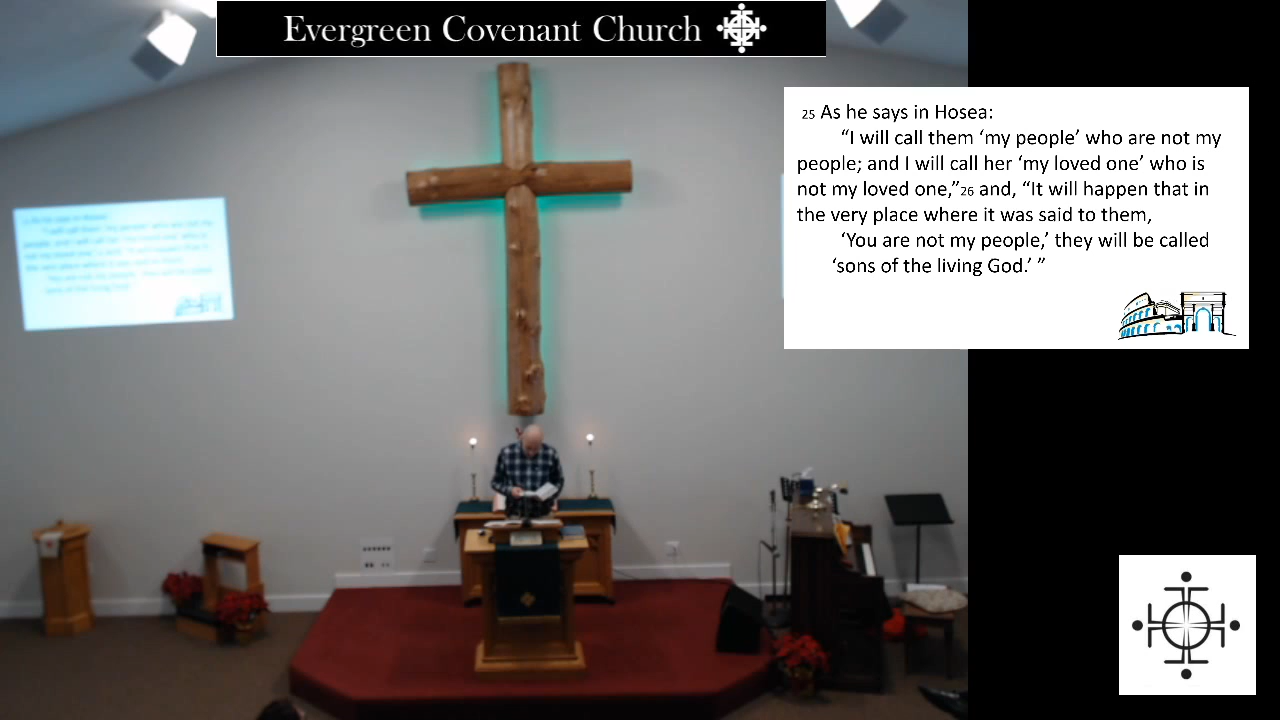 Evergreen Covenant Church
25 As he says in Hosea:
“I will call them ‘my people’ who are not my
people; and I will call her ‘my loved one’ who is
not my loved one,”26 and, “It will happen that in
the very place where it was said to them,
‘You are not my people,’ they will be called
‘sons of the living God.’ ”